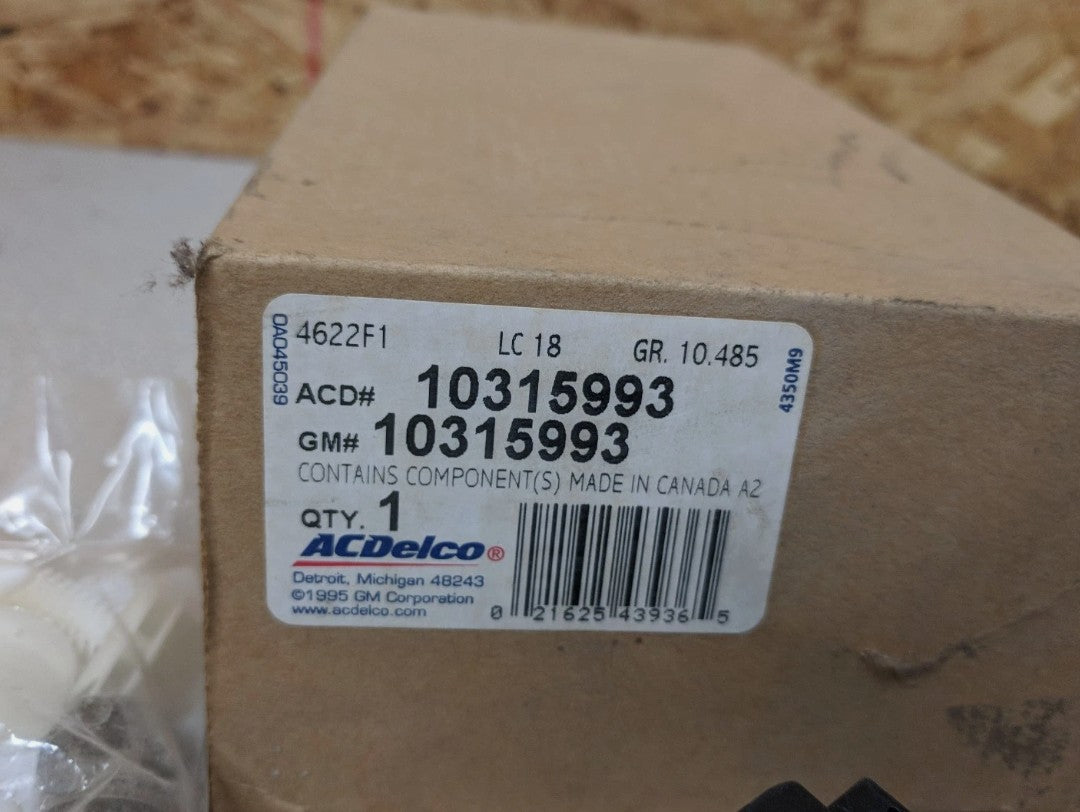 4622F1 LC 18 GR. 10.485
ACD# 10315993
GM# 10315993
CONTAINS COMPONENT(S) MADE IN CANADA A2
QTY. 1
ACDelco®
Detroit, Michigan 48243
©1995 GM Corporation
www.acdelco.com
0 21625 43936 5
0A045039
4350M9